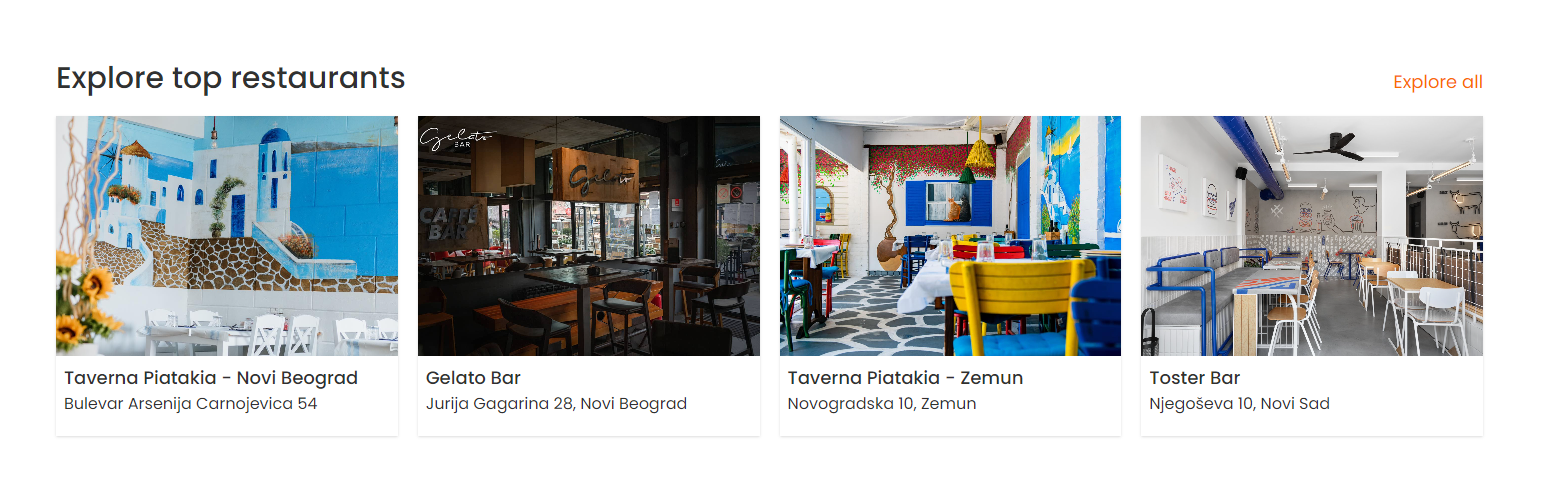 Explore top restaurants
Explore all
Gelato
BAR
Gelato
CAFFE
BAR
Taverna Piatakia - Novi Beograd
Bulevar Arsenija Carnojevica 54
Gelato Bar
Jurija Gagarina 28, Novi Beograd
Taverna Piatakia - Zemun
Novogradska 10, Zemun
Toster Bar
Njegoševa 10, Novi Sad